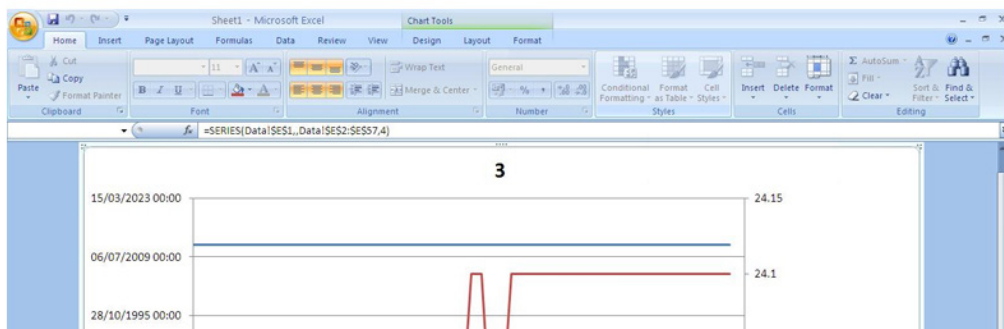 Sheet1 - Microsoft Excel
Chart Tools
Home Insert Page Layout Formulas Data Review View Design Layout Format
Paste
Cut
Copy
Format Painter
Clipboard
11 A A
B I U A
Font
Wrap Text
Merge & Center
Alignment
General
%
Number
Conditional Formatting
Format as Table
Cell Styles
Styles
Insert Delete Format
Cells
Σ AutoSum
Fill
Clear
Sort & Filter
Find & Select
Editing
fx =SERIES(Data!$E$1,,Data!$E$2:$E$57,4)
3
15/03/2023 00:00
24.15
06/07/2009 00:00
24.1
28/10/1995 00:00